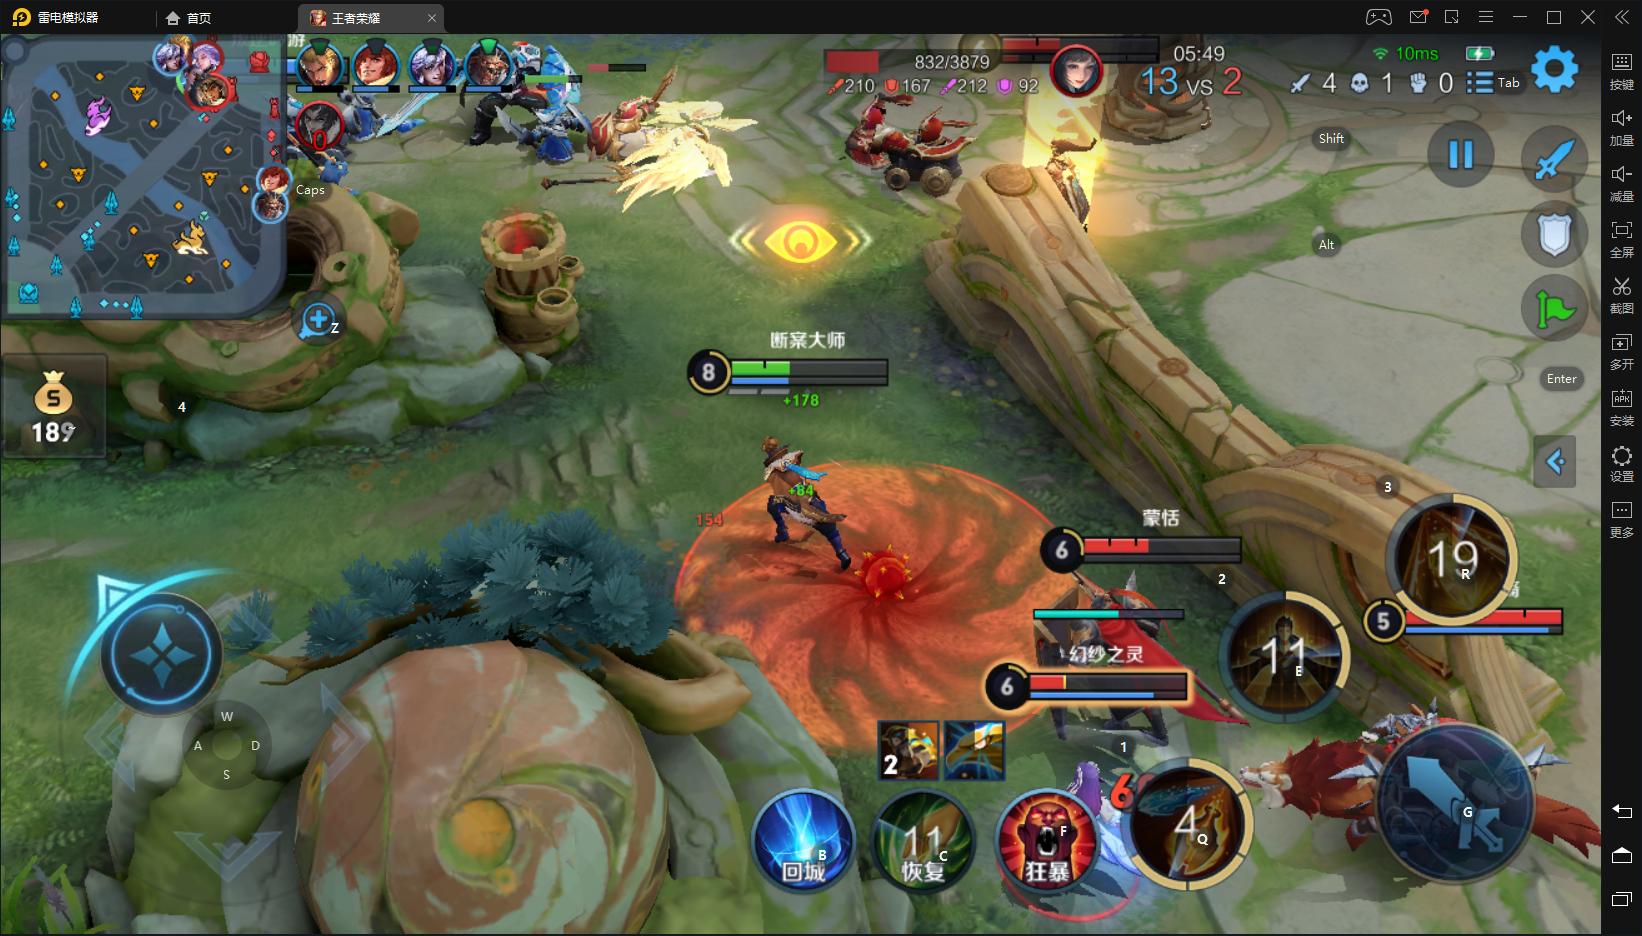 雷电模拟器
首页
王者荣耀
游
832/3879
210 167 212 92
05:49
13 vs 2
10ms
4 1 0 Tab
0
Caps
Z
4
189
Shift
Alt
Enter
断案大师
8
+178
+84
154
蒙恬
6
幻纱之灵
6
5
3
19
R
2
11
E
1
4
Q
G
2
回城
B
11
恢复
C
狂暴
F
W
A D
S
按键
加量
减量
全屏
截图
多开
APK
安装
设置
更多